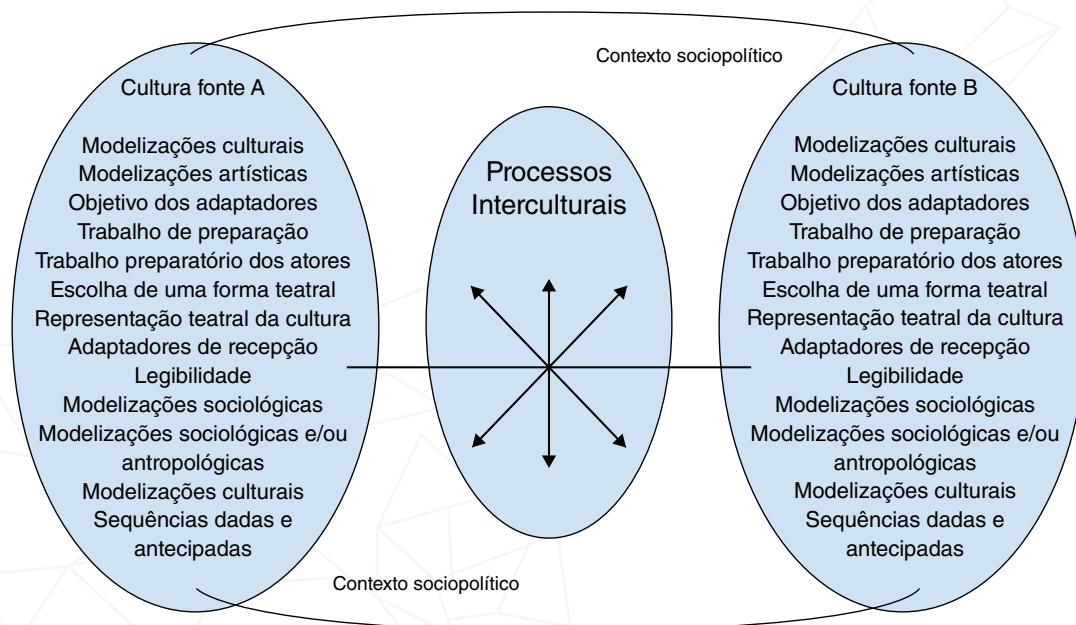 Contexto sociopolítico
Cultura fonte A
Modelizações culturais
Modelizações artísticas
Objetivo dos adaptadores
Trabalho de preparação
Trabalho preparatório dos atores
Escolha de uma forma teatral
Representação teatral da cultura
Adaptadores de recepção
Legibilidade
Modelizações sociológicas
Modelizações sociológicas e/ou
antropológicas
Modelizações culturais
Sequências dadas e
antecipadas
Processos
Interculturais
Cultura fonte B
Modelizações culturais
Modelizações artísticas
Objetivo dos adaptadores
Trabalho de preparação
Trabalho preparatório dos atores
Escolha de uma forma teatral
Representação teatral da cultura
Adaptadores de recepção
Legibilidade
Modelizações sociológicas
Modelizações sociológicas e/ou
antropológicas
Modelizações culturais
Sequências dadas e
antecipadas
Contexto sociopolítico